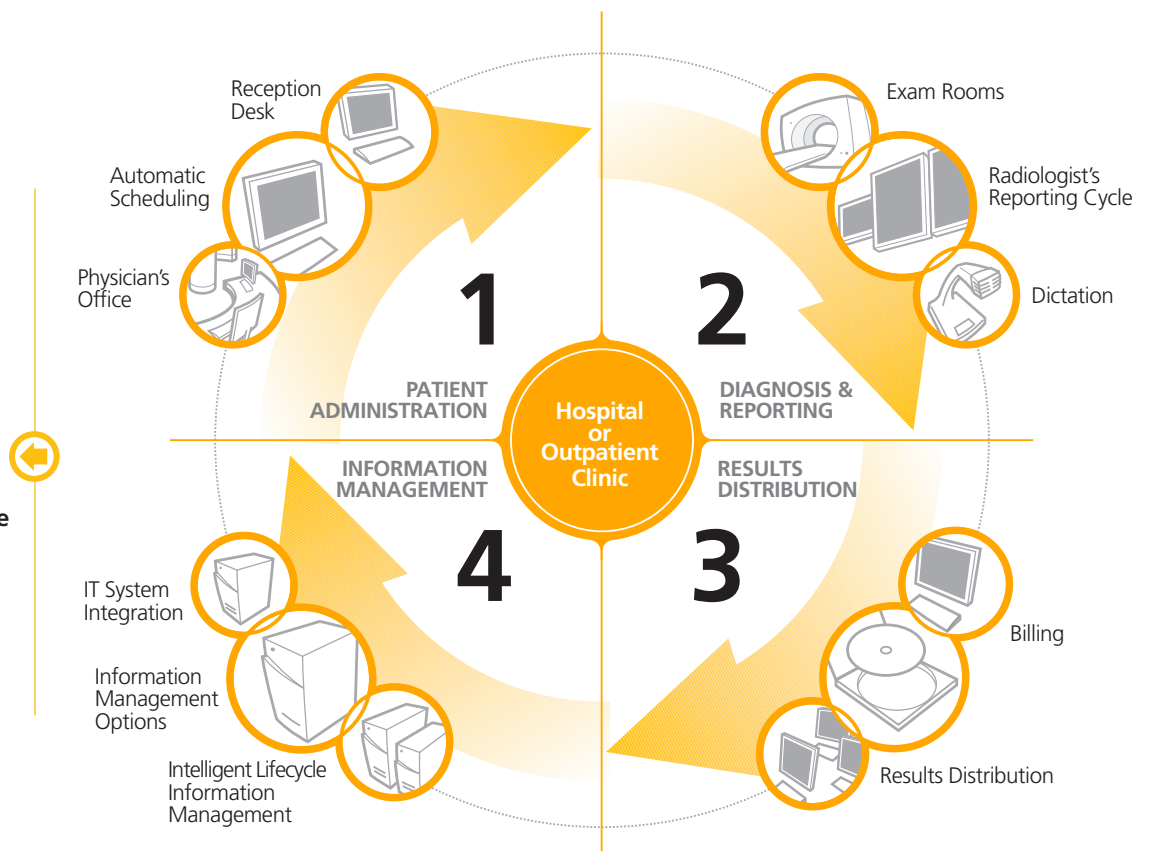 Reception
Desk
Automatic
Scheduling
Physician's
Office
1
PATIENT
ADMINISTRATION
Exam Rooms
Radiologist's
Reporting Cycle
Dictation
2
DIAGNOSIS &
REPORTING
Hospital
or
Outpatient
Clinic
RESULTS
DISTRIBUTION
3
Billing
Results Distribution
INFORMATION
MANAGEMENT
4
IT System
Integration
Information
Management
Options
Intelligent Lifecycle
Information
Management
e